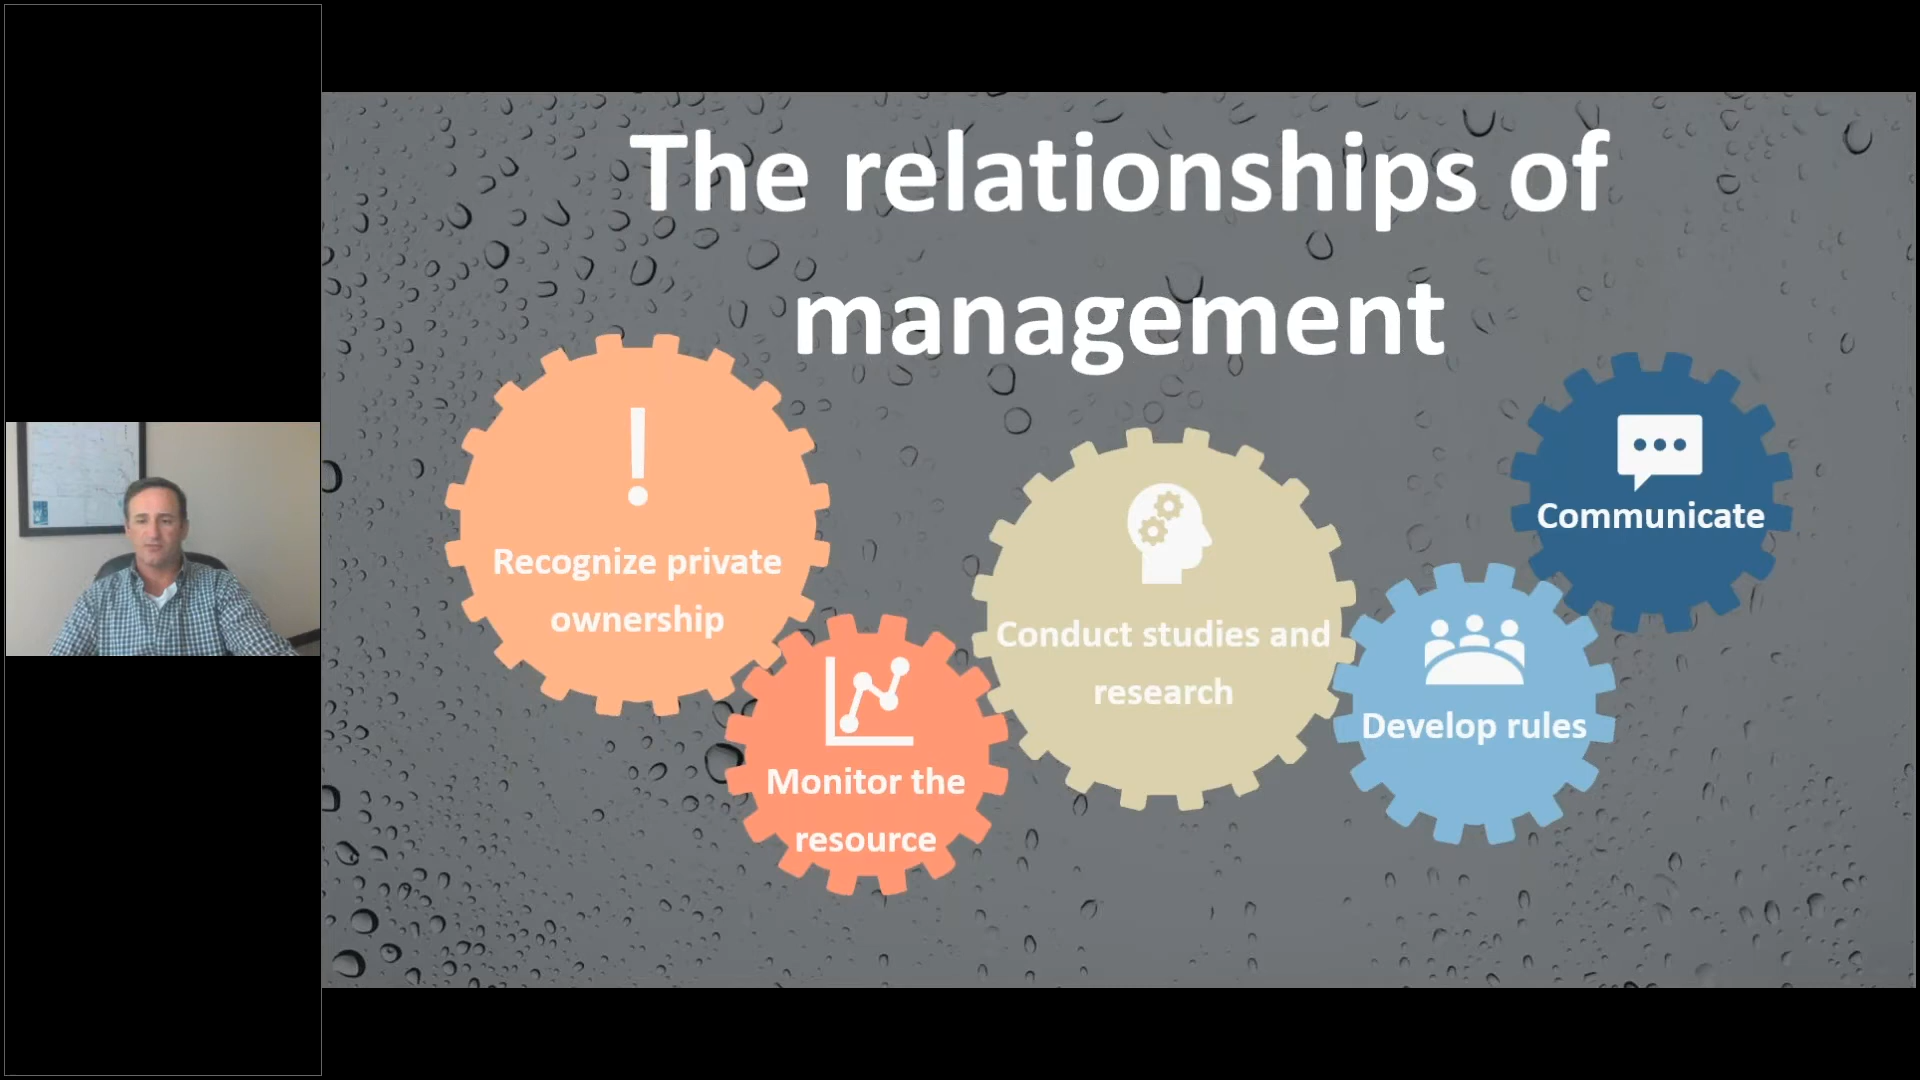 The relationships of
management
Recognize private
ownership
Monitor the
resource
Conduct studies and
research
Develop rules
Communicate